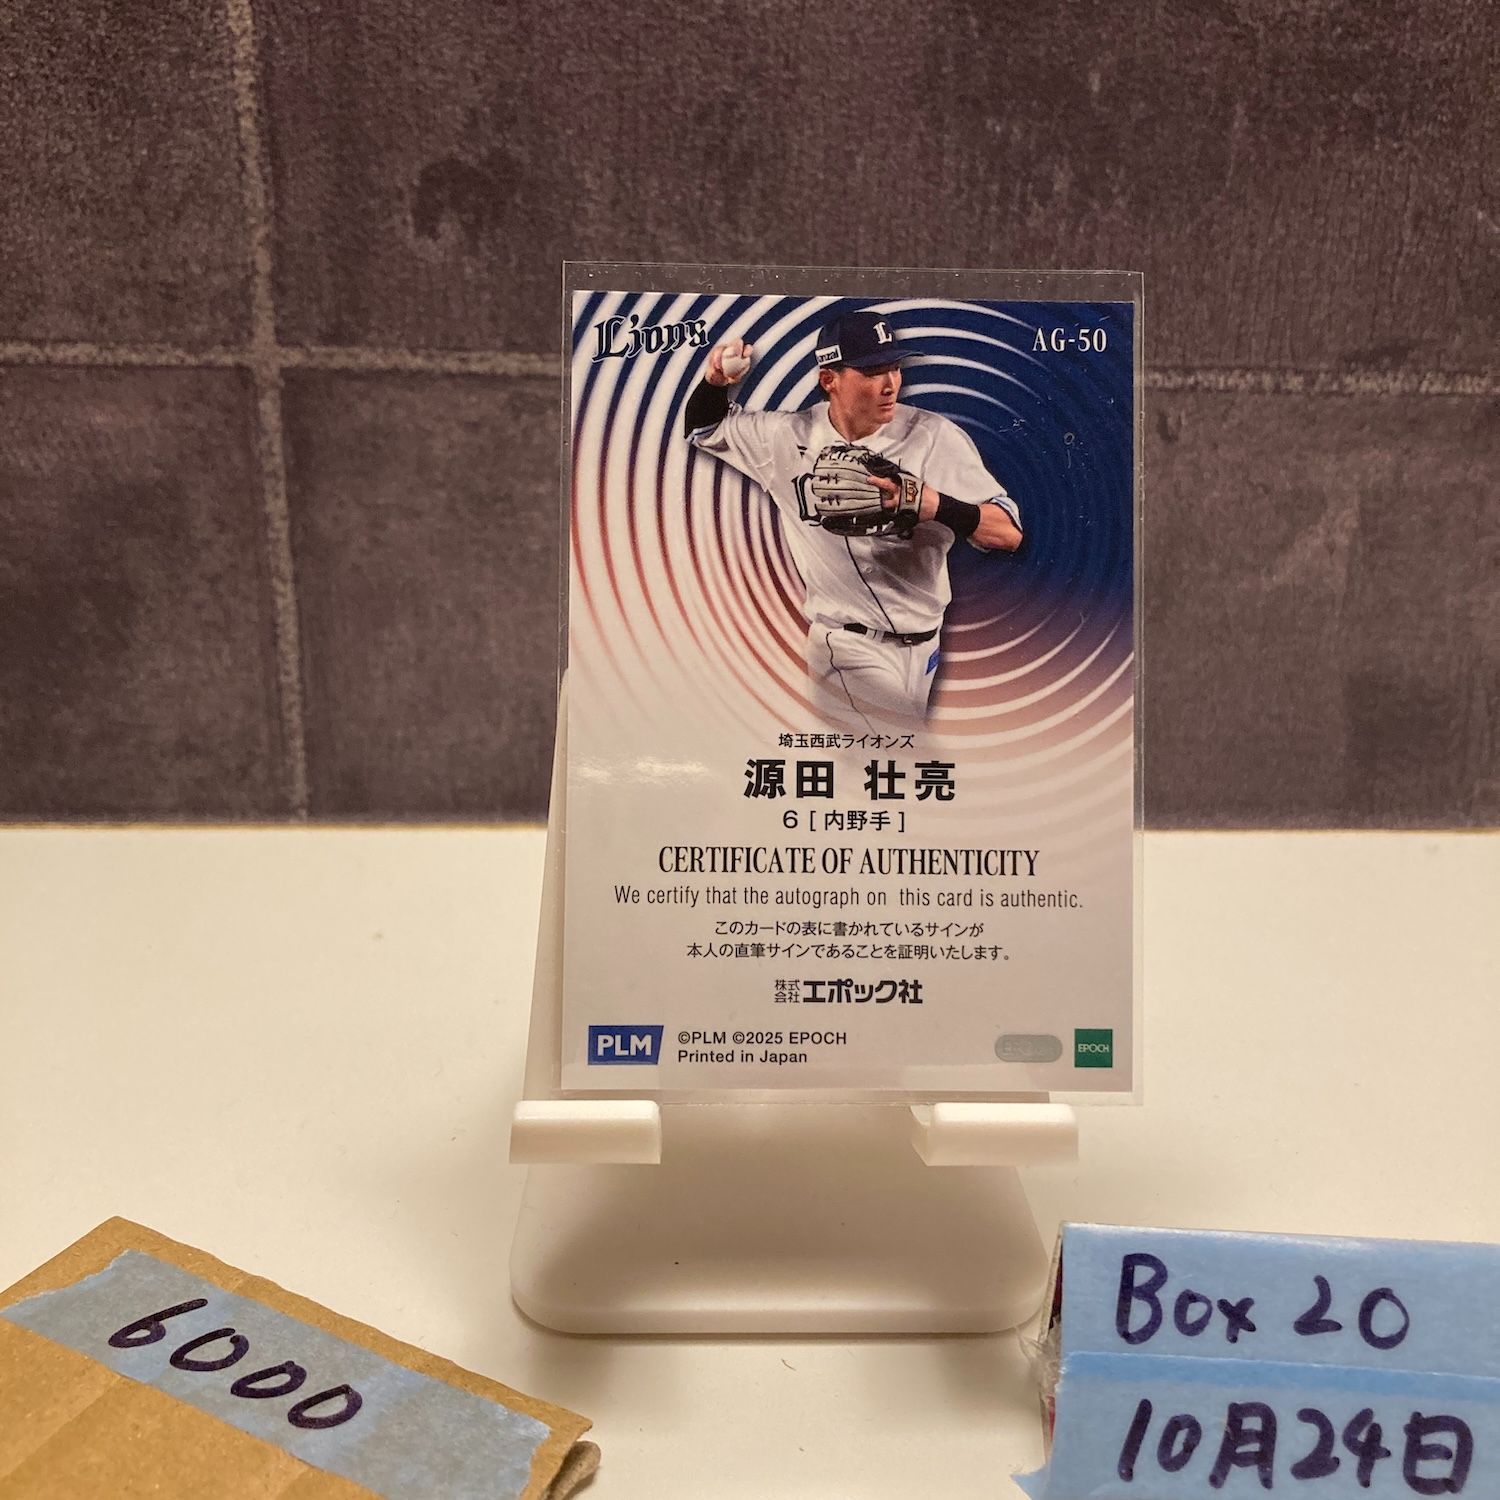 Lions
AG-50
L
埼玉西武ライオンズ
源田 壮亮
6 [ 内野手 ]
CERTIFICATE OF AUTHENTICITY
We certify that the autograph on this card is authentic.
このカードの表に書かれているサインが
本人の直筆サインであることを証明いたします。
株式会社エポック社
PLM
©PLM ©2025 EPOCH
Printed in Japan
EPOCH
6000
Box 20
10月24日